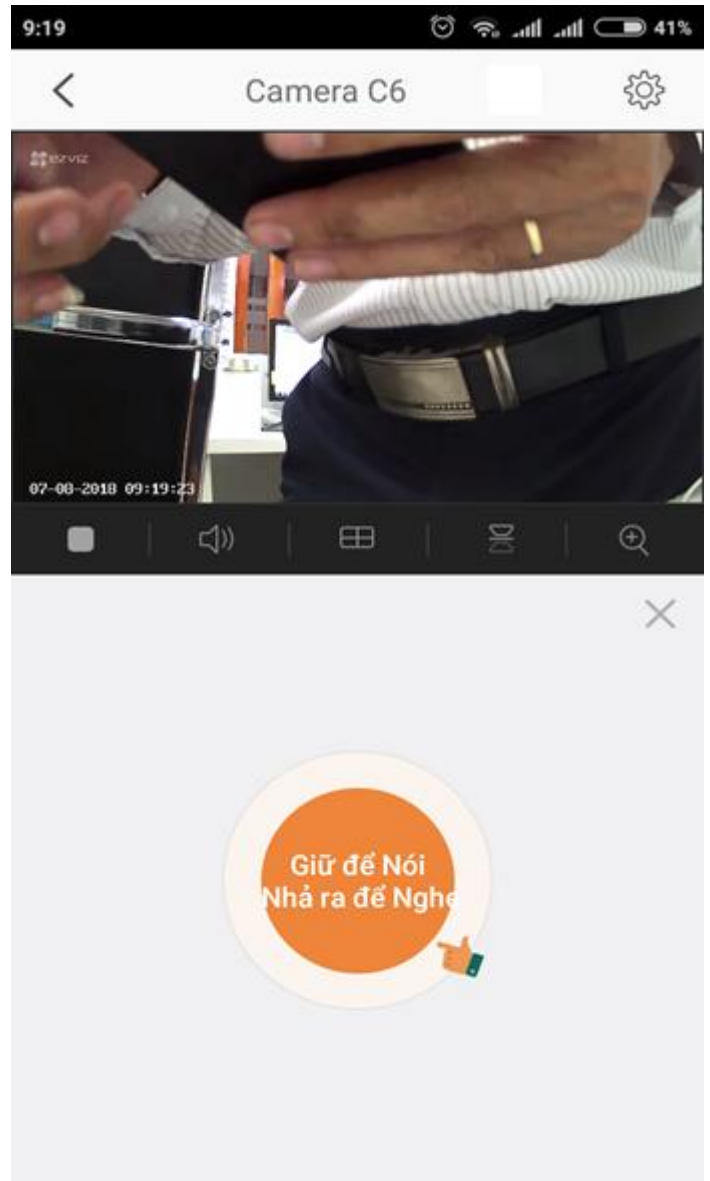 9:19
41%
Camera C6
ezviz
07-08-2018 09:19:23
Giữ để Nói
Nhả ra để Nghe